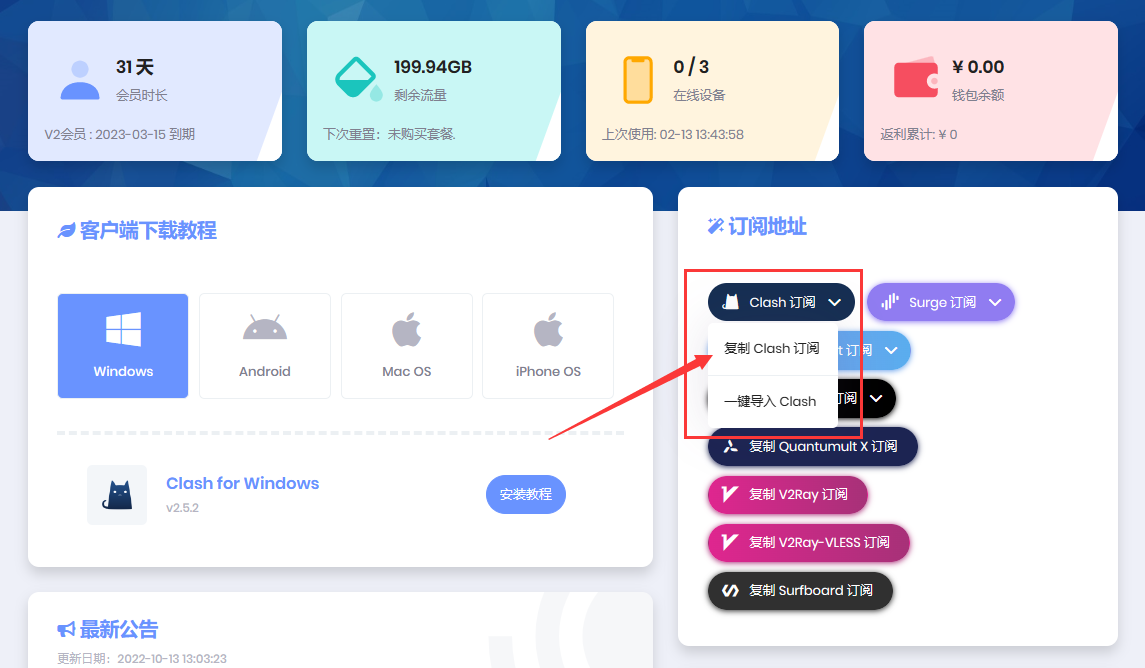 31 天
会员时长
V2会员 : 2023-03-15 到期
199.94GB
剩余流量
下次重置：未购买套餐.
0 / 3
在线设备
上次使用: 02-13 13:43:58
¥ 0.00
钱包余额
返利累计: ¥ 0
客户端下载教程
Windows
Android
Mac OS
iPhone OS
Clash for Windows
v2.5.2
安装教程
最新公告
更新日期：2022-10-13 13:03:23
订阅地址
Clash 订阅
Surge 订阅
复制 Clash 订阅
t 订阅
一键导入 Clash
订阅
复制 Quantumult X 订阅
复制 V2Ray 订阅
复制 V2Ray-VLESS 订阅
复制 Surfboard 订阅